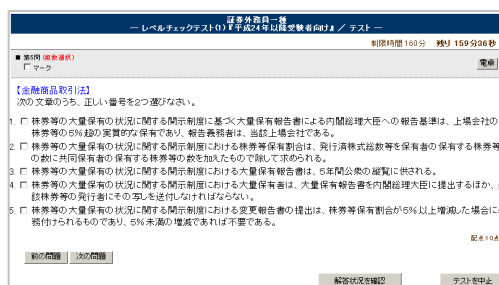 証券外務員一種
― レベルチェックテスト(1)『平成24年以降受験者向け』 ／ テスト ―
制限時間 160分 残り 159分36秒
■ 第5問 (複数選択)
マーク
電卓
【金融商品取引法】
次の文章のうち、正しい番号を2つ選びなさい。
1. 株券等の大量保有の状況に関する開示制度に基づく大量保有報告書による内閣総理大臣への報告基準は、上場会社の
株券等の5％超の実質的な保有であり、報告義務者は、当該上場会社である。
2. 株券等の大量保有の状況に関する開示制度における株券等保有割合は、発行済株式総数等を保有者の保有する株券等
の数に共同保有者の保有する株券等の数を加えたもので除して求められる。
3. 株券等の大量保有の状況に関する開示制度における大量保有報告書は、5年間公衆の縦覧に供される。
4. 株券等の大量保有の状況に関する開示制度における大量保有者は、大量保有報告書を内閣総理大臣に提出するほか、
該株券等の発行者にその写しを送付しなければならない。
5. 株券等の大量保有の状況に関する開示制度における変更報告書の提出は、株券等保有割合が5％以上増減した場合に
務付けられるものであり、5％未満の増減であれば不要である。
配点:10点
前の問題 次の問題
解答状況を確認 テストを中止